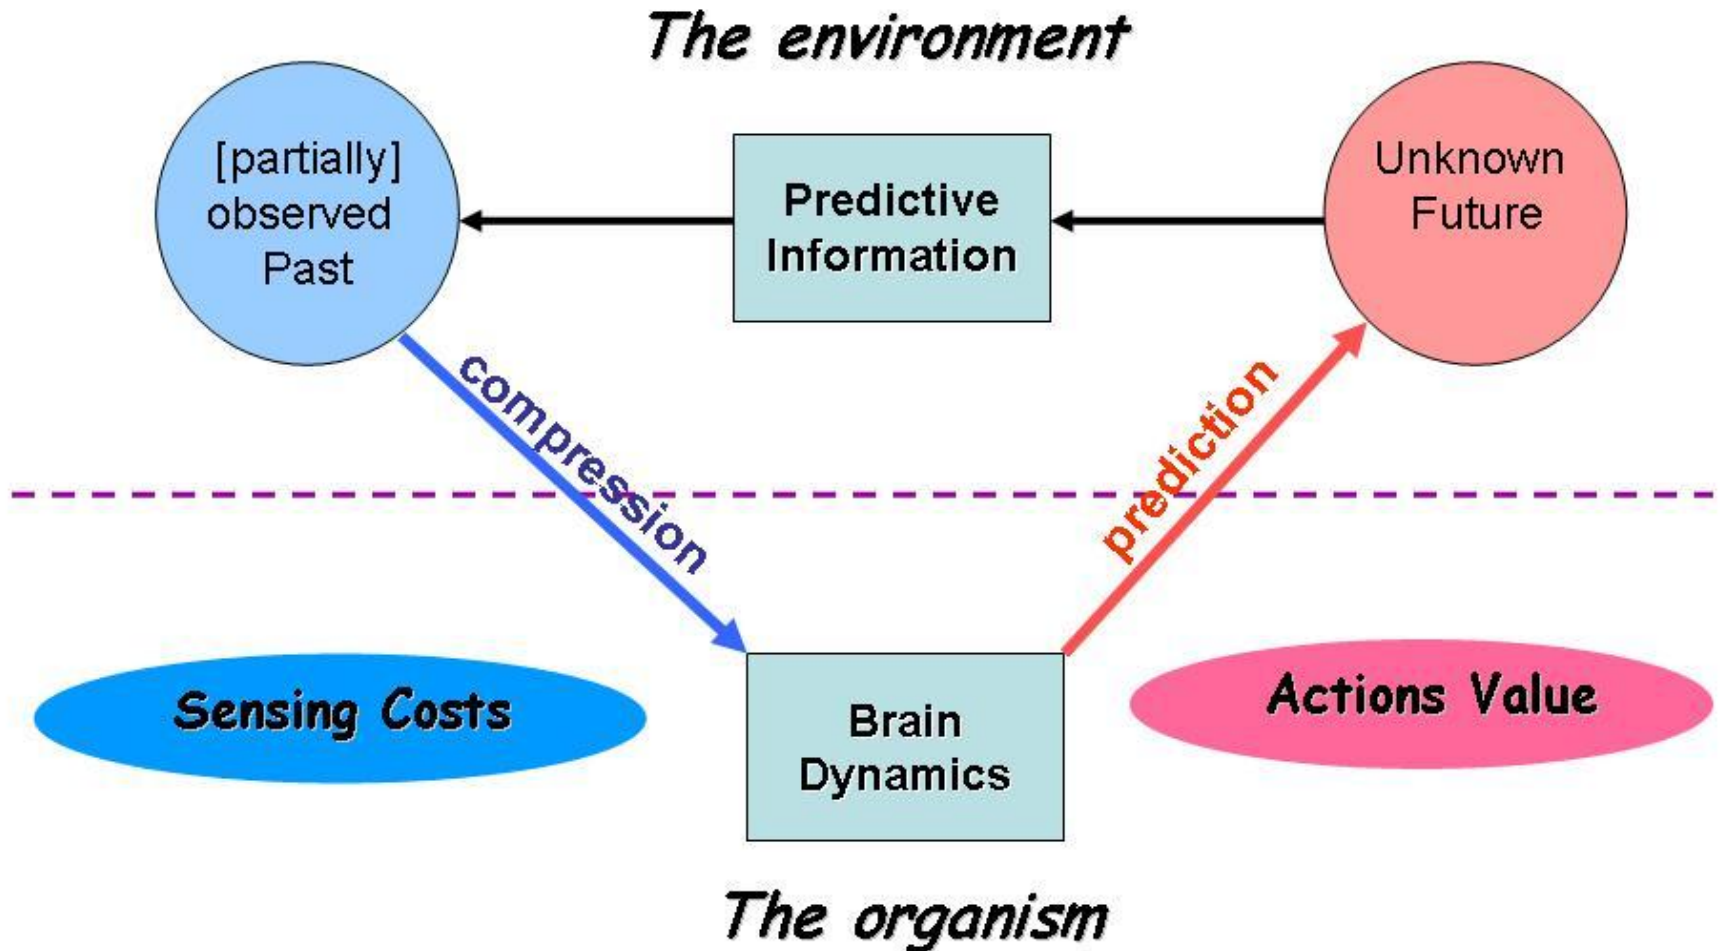 The environment
[partially]
observed
Past
Predictive
Information
Unknown
Future
compression
prediction
Sensing Costs
Brain
Dynamics
Actions Value
The organism